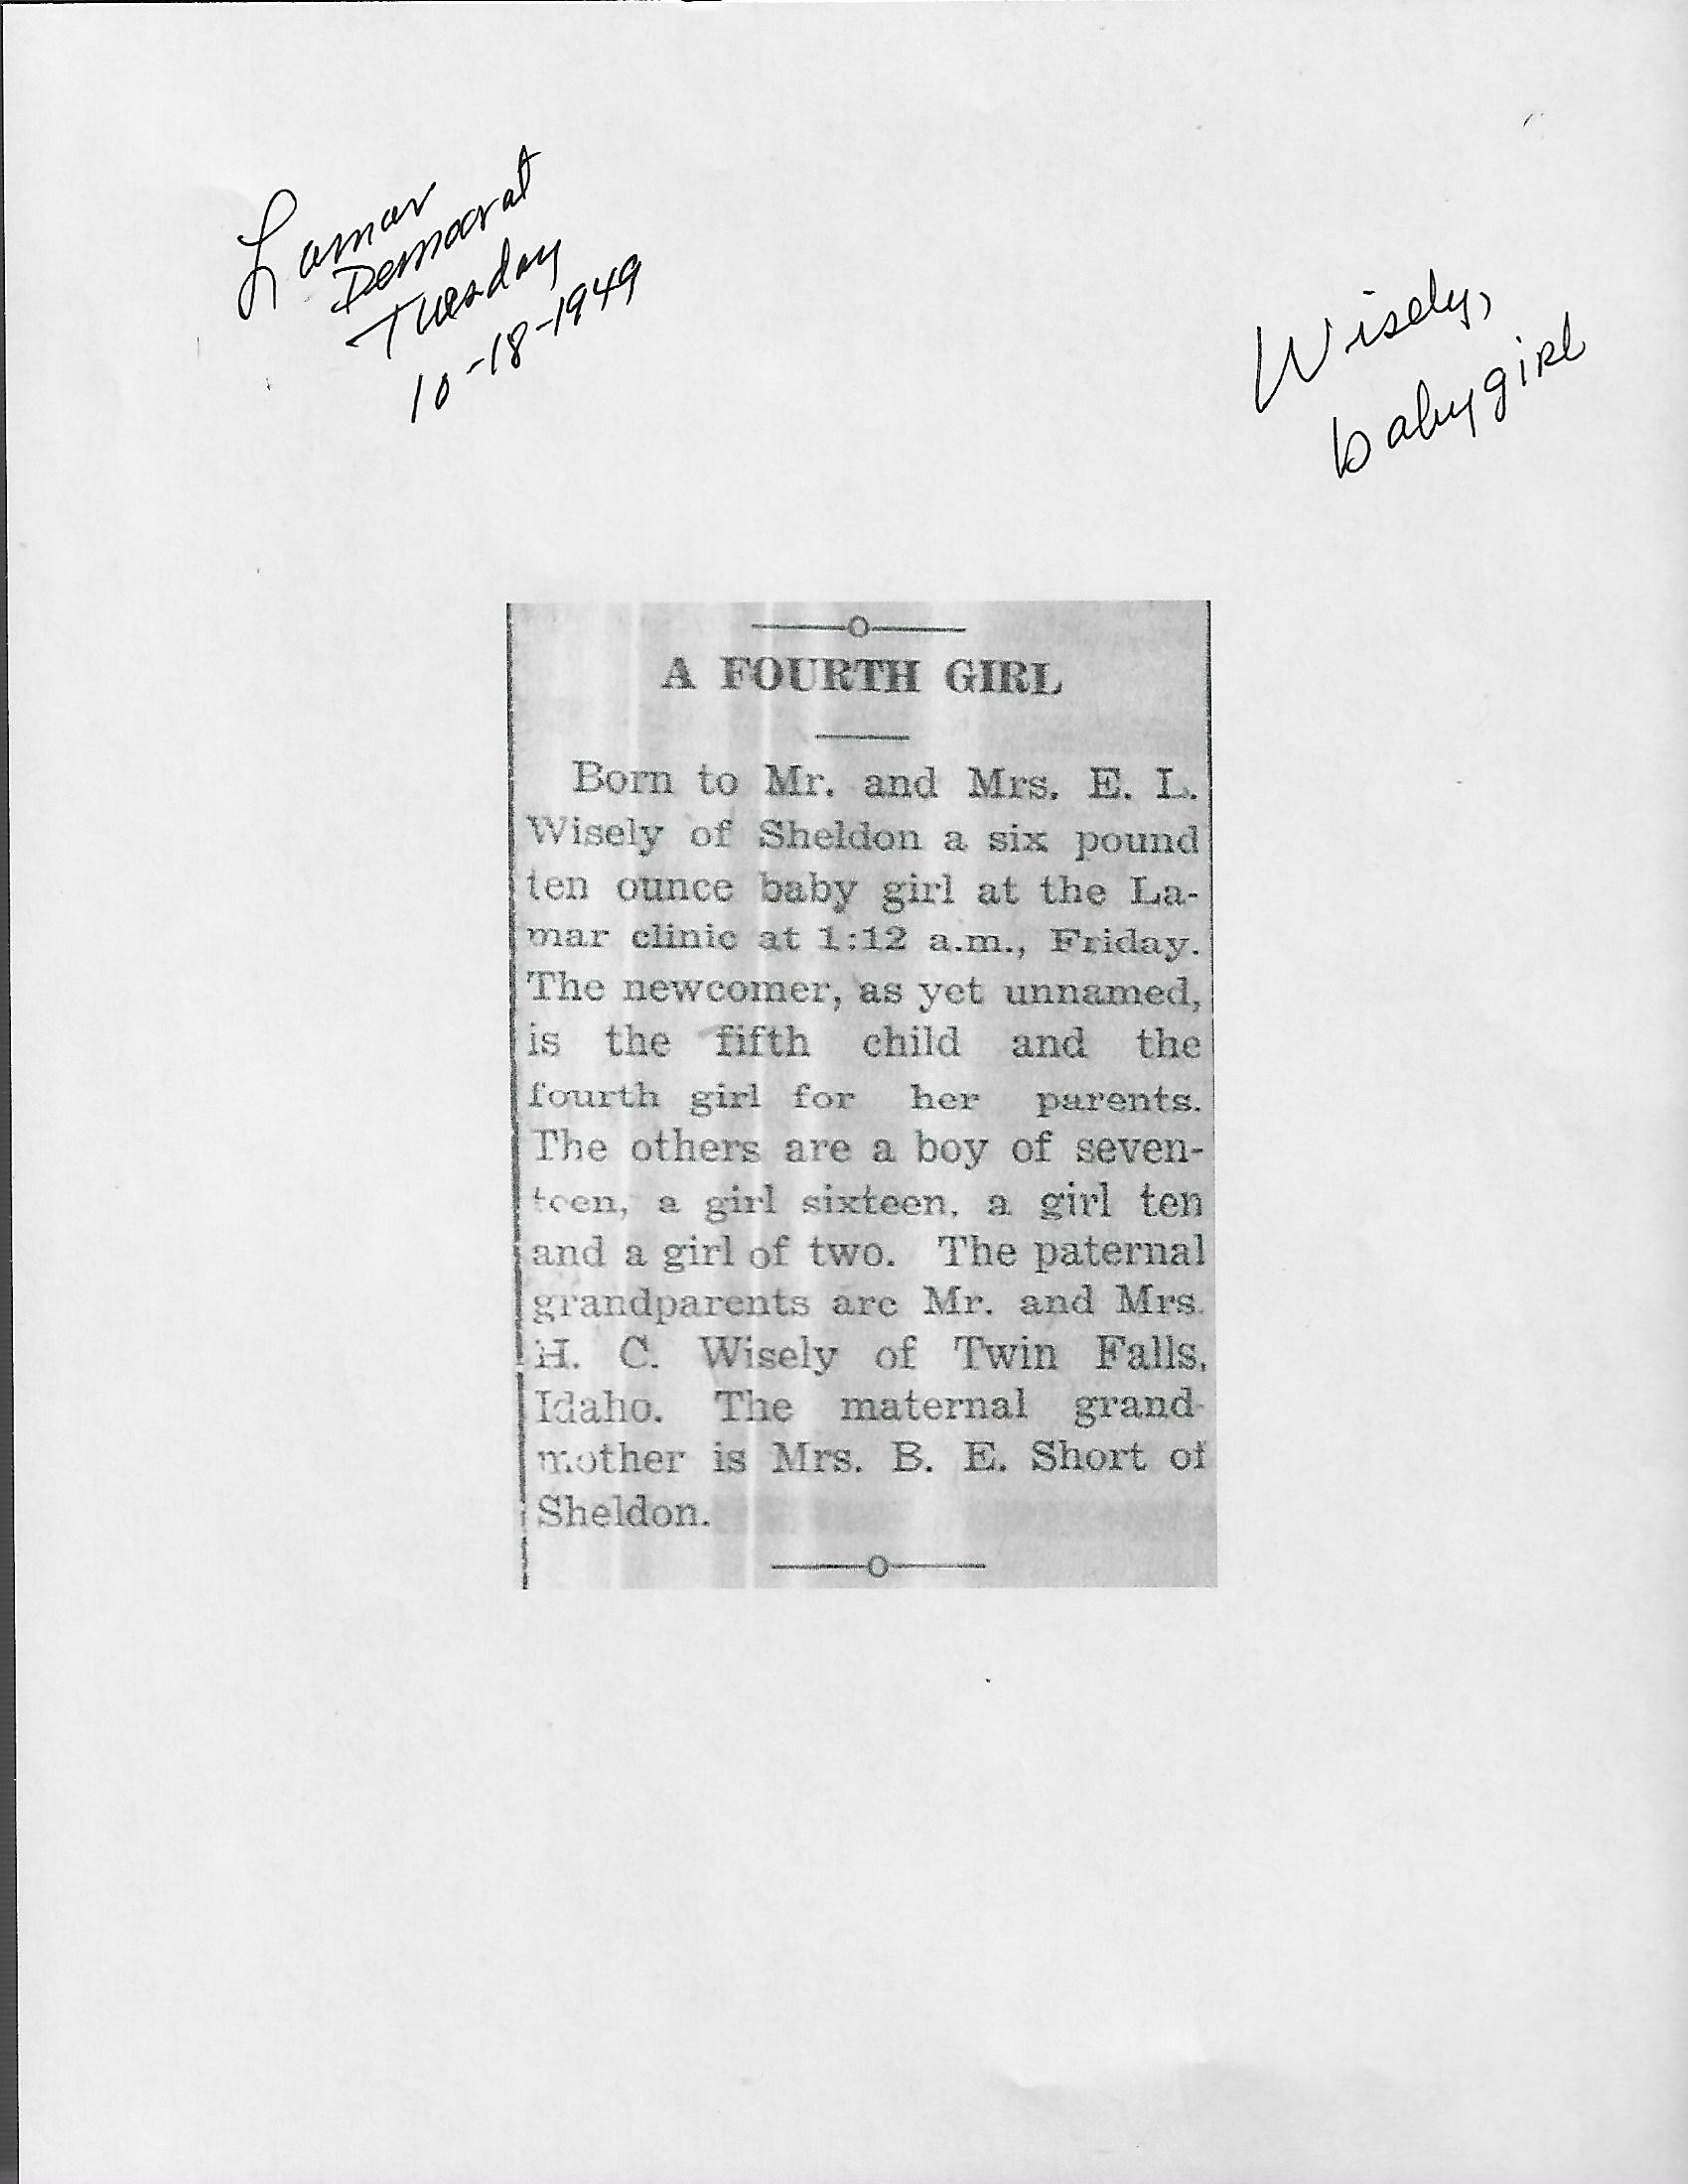 Lamar
Democrat
Tuesday
10-18-1949
Wisely,
baby girl
A FOURTH GIRL
Born to Mr. and Mrs. E. L.
Wisely of Sheldon a six pound
ten ounce baby girl at the La-
mar clinic at 1:12 a.m., Friday.
The newcomer, as yet unnamed,
is the fifth child and the
fourth girl for her parents.
The others are a boy of seven-
teen, a girl sixteen, a girl ten
and a girl of two. The paternal
grandparents are Mr. and Mrs.
H. C. Wisely of Twin Falls,
Idaho. The maternal grand-
mother is Mrs. B. E. Short of
Sheldon.